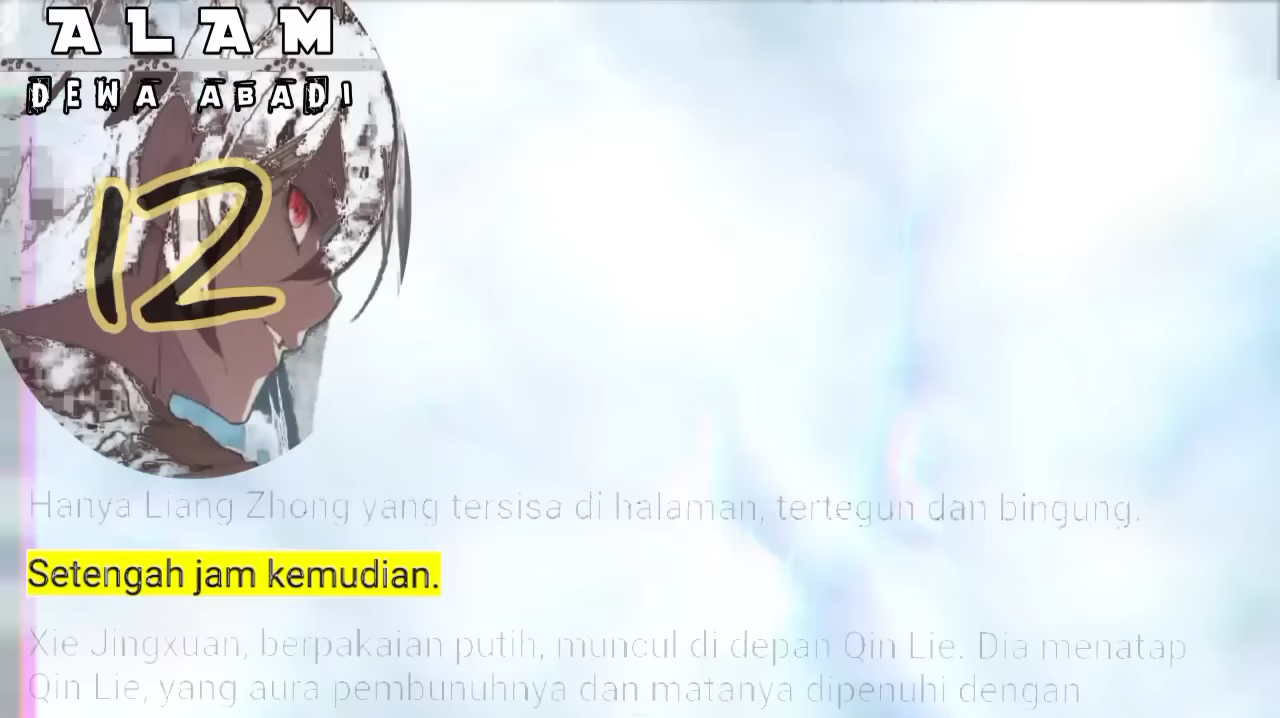 ALAM
DEWA ABADI
12
Hanya Liang Zhong yang tersisa di halaman, tertegun dan bingung.
Setengah jam kemudian.
Xie Jingxuan, berpakaian putih, muncul di depan Qin Lie. Dia menatap
Qin Lie, yang aura pembunuhnya dan matanya dipenuhi dengan